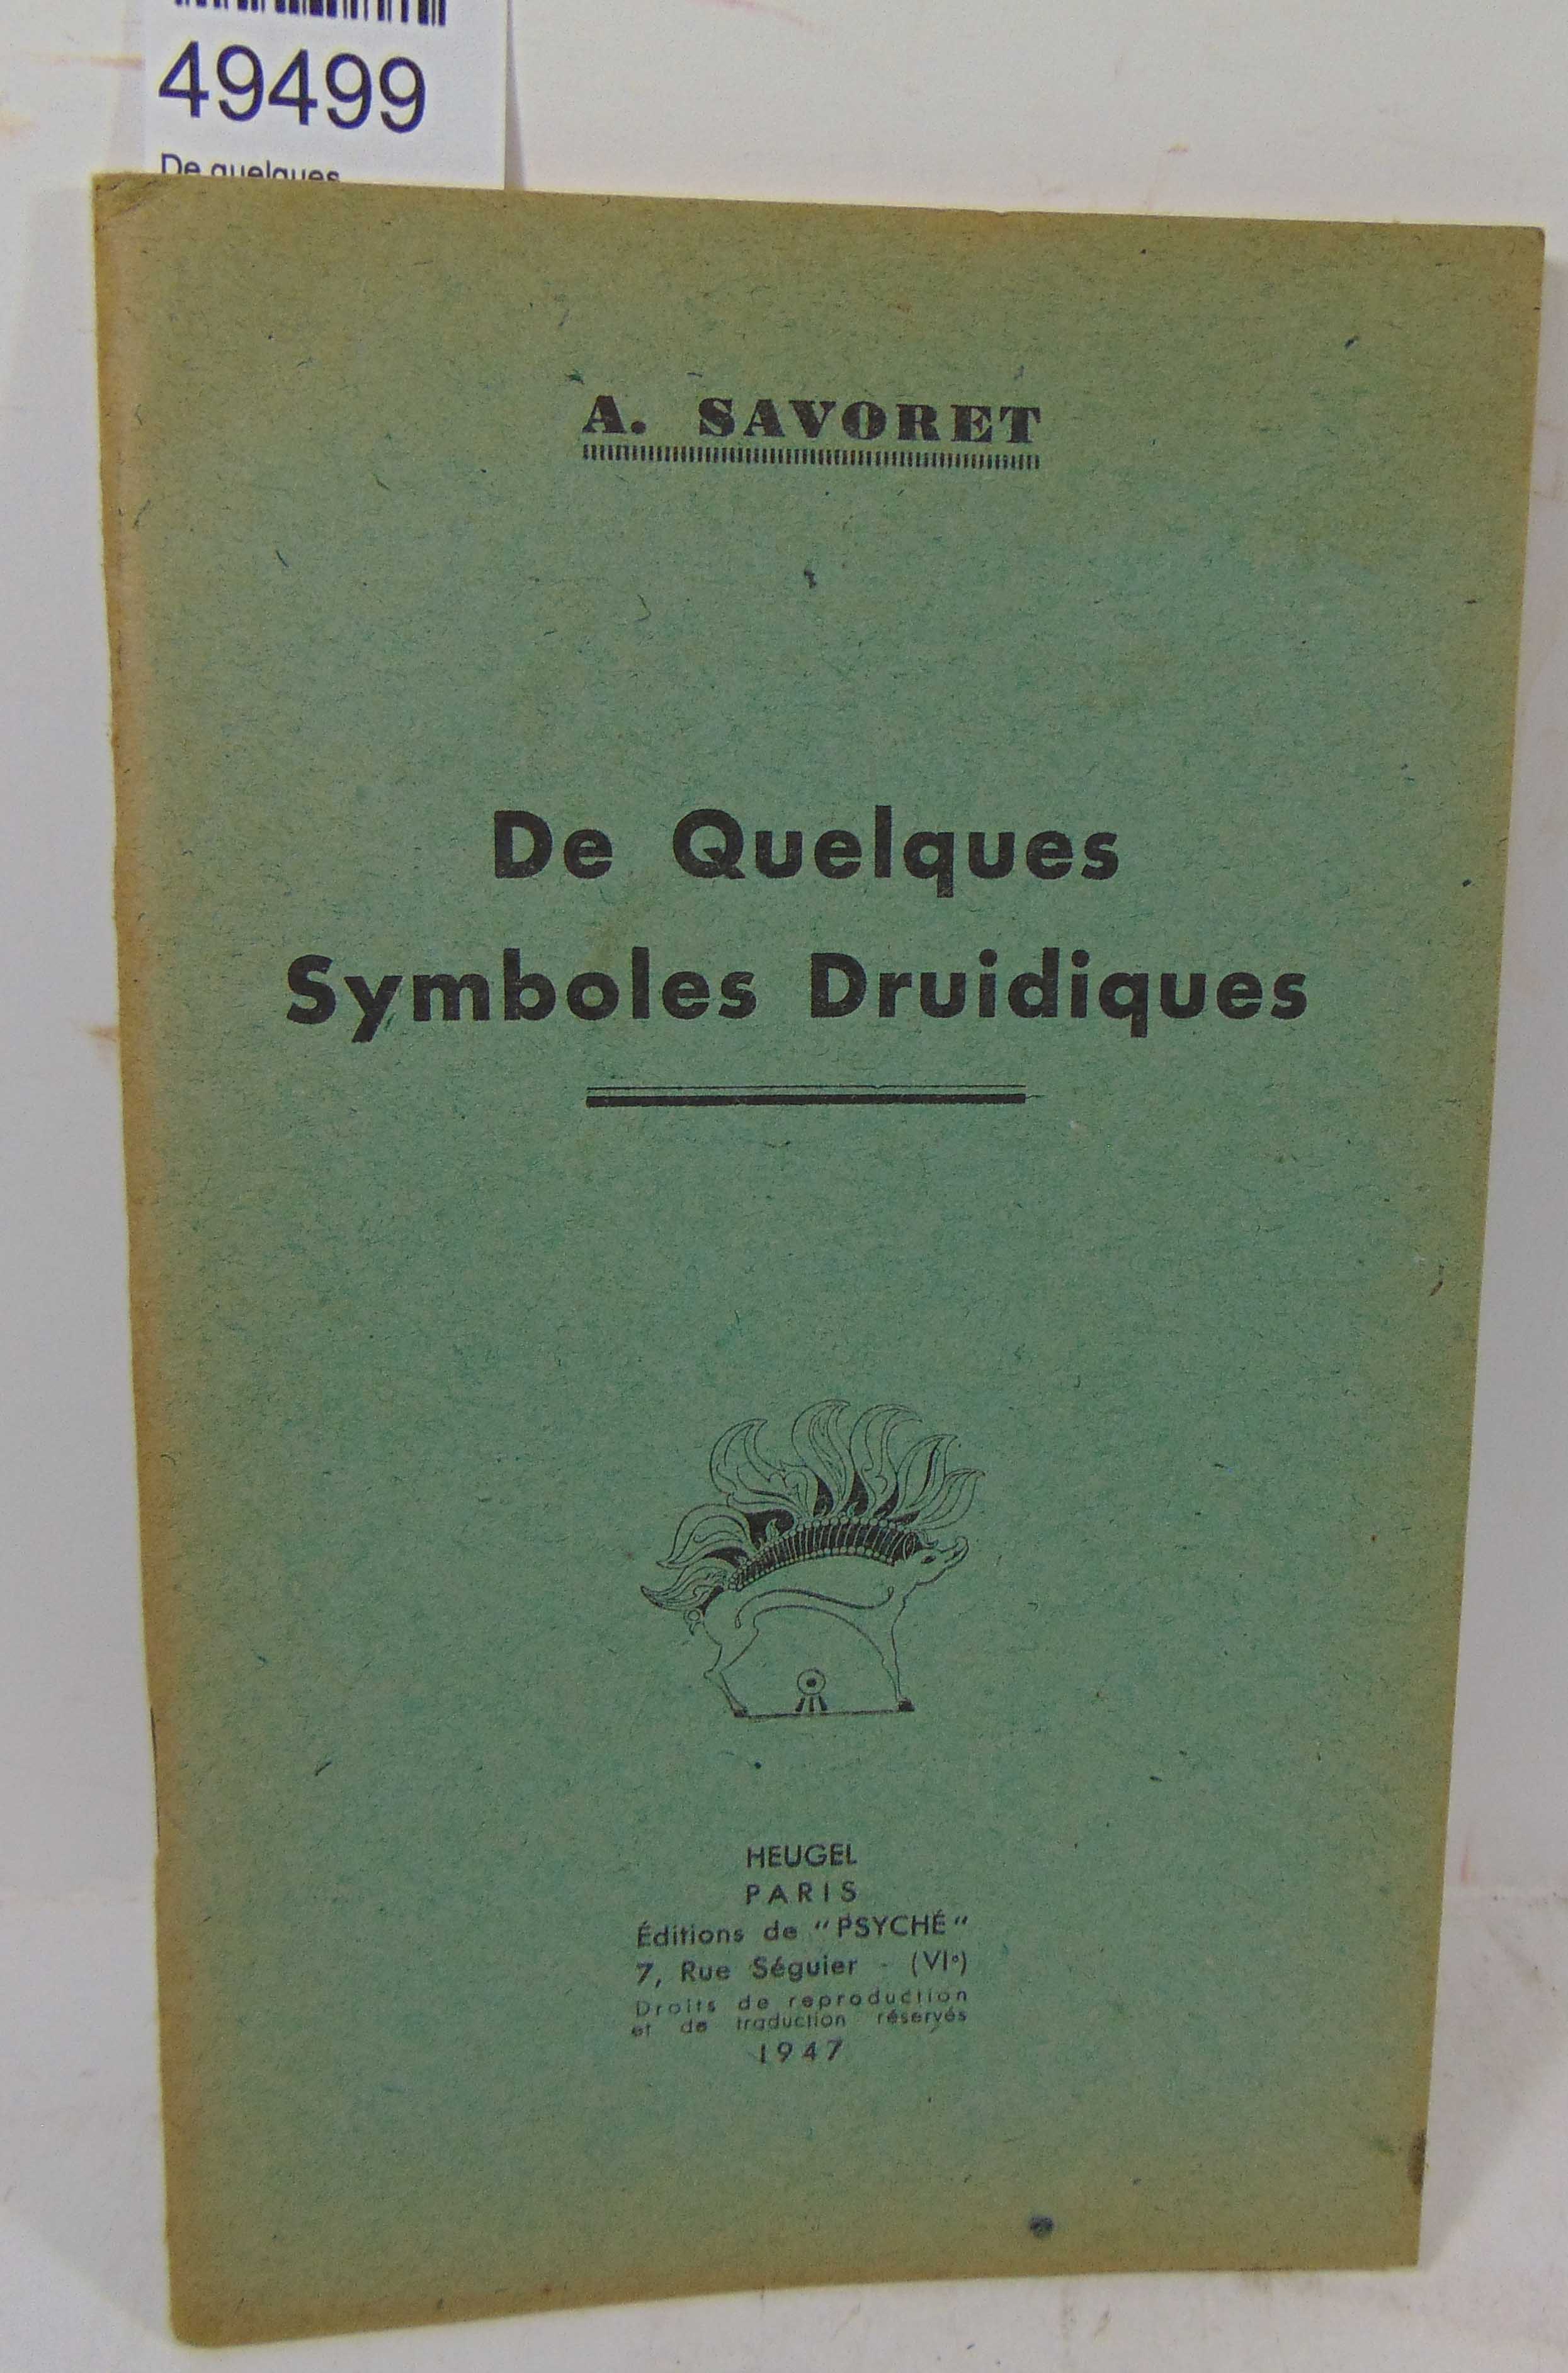 49499
De quelques
A. SAVORET
De Quelques
Symboles Druidiques
HEUGEL
PARIS
Éditions de "PSYCHÉ"
7, Rue Séguier - (VIe)
Droits de reproduction
et de traduction réservés
1947